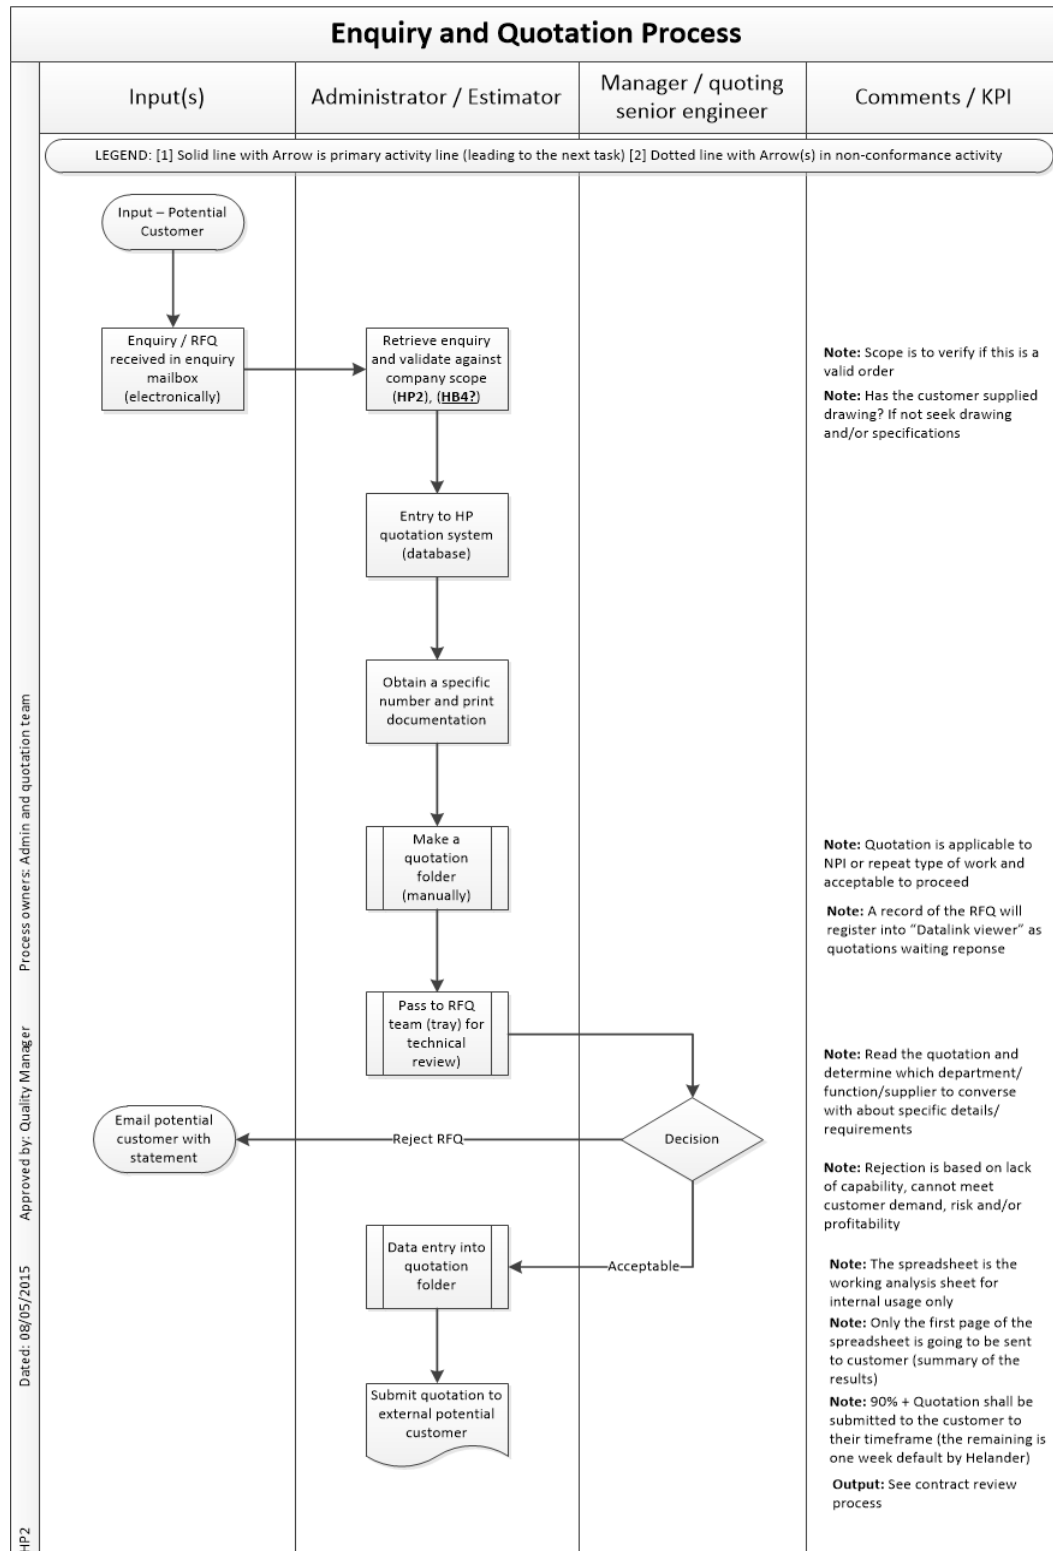 Enquiry and Quotation Process
Input(s)
Administrator / Estimator
Manager / quoting
senior engineer
Comments / KPI
LEGEND: [1] Solid line with Arrow is primary activity line (leading to the next task) [2] Dotted line with Arrow(s) in non-conformance activity
Input – Potential
Customer
Enquiry / RFQ
received in enquiry
mailbox
(electronically)
Retrieve enquiry
and validate against
company scope
(HP2), (HB4?)
Note: Scope is to verify if this is a
valid order
Note: Has the customer supplied
drawing? If not seek drawing
and/or specifications
Entry to HP
quotation system
(database)
Obtain a specific
number and print
documentation
Make a
quotation
folder
(manually)
Note: Quotation is applicable to
NPI or repeat type of work and
acceptable to proceed
Note: A record of the RFQ will
register into “Datalink viewer” as
quotations waiting reponse
Pass to RFQ
team (tray) for
technical
review)
Note: Read the quotation and
determine which department/
function/supplier to converse
with about specific details/
requirements
Decision
Reject RFQ
Email potential
customer with
statement
Note: Rejection is based on lack
of capability, cannot meet
customer demand, risk and/or
profitability
Acceptable
Data entry into
quotation
folder
Note: The spreadsheet is the
working analysis sheet for
internal usage only
Note: Only the first page of the
spreadsheet is going to be sent
to customer (summary of the
results)
Submit quotation to
external potential
customer
Note: 90% + Quotation shall be
submitted to the customer to
their timeframe (the remaining is
one week default by Helander)
Output: See contract review
process
HP2
Dated: 08/05/2015
Approved by: Quality Manager
Process owners: Admin and quotation team